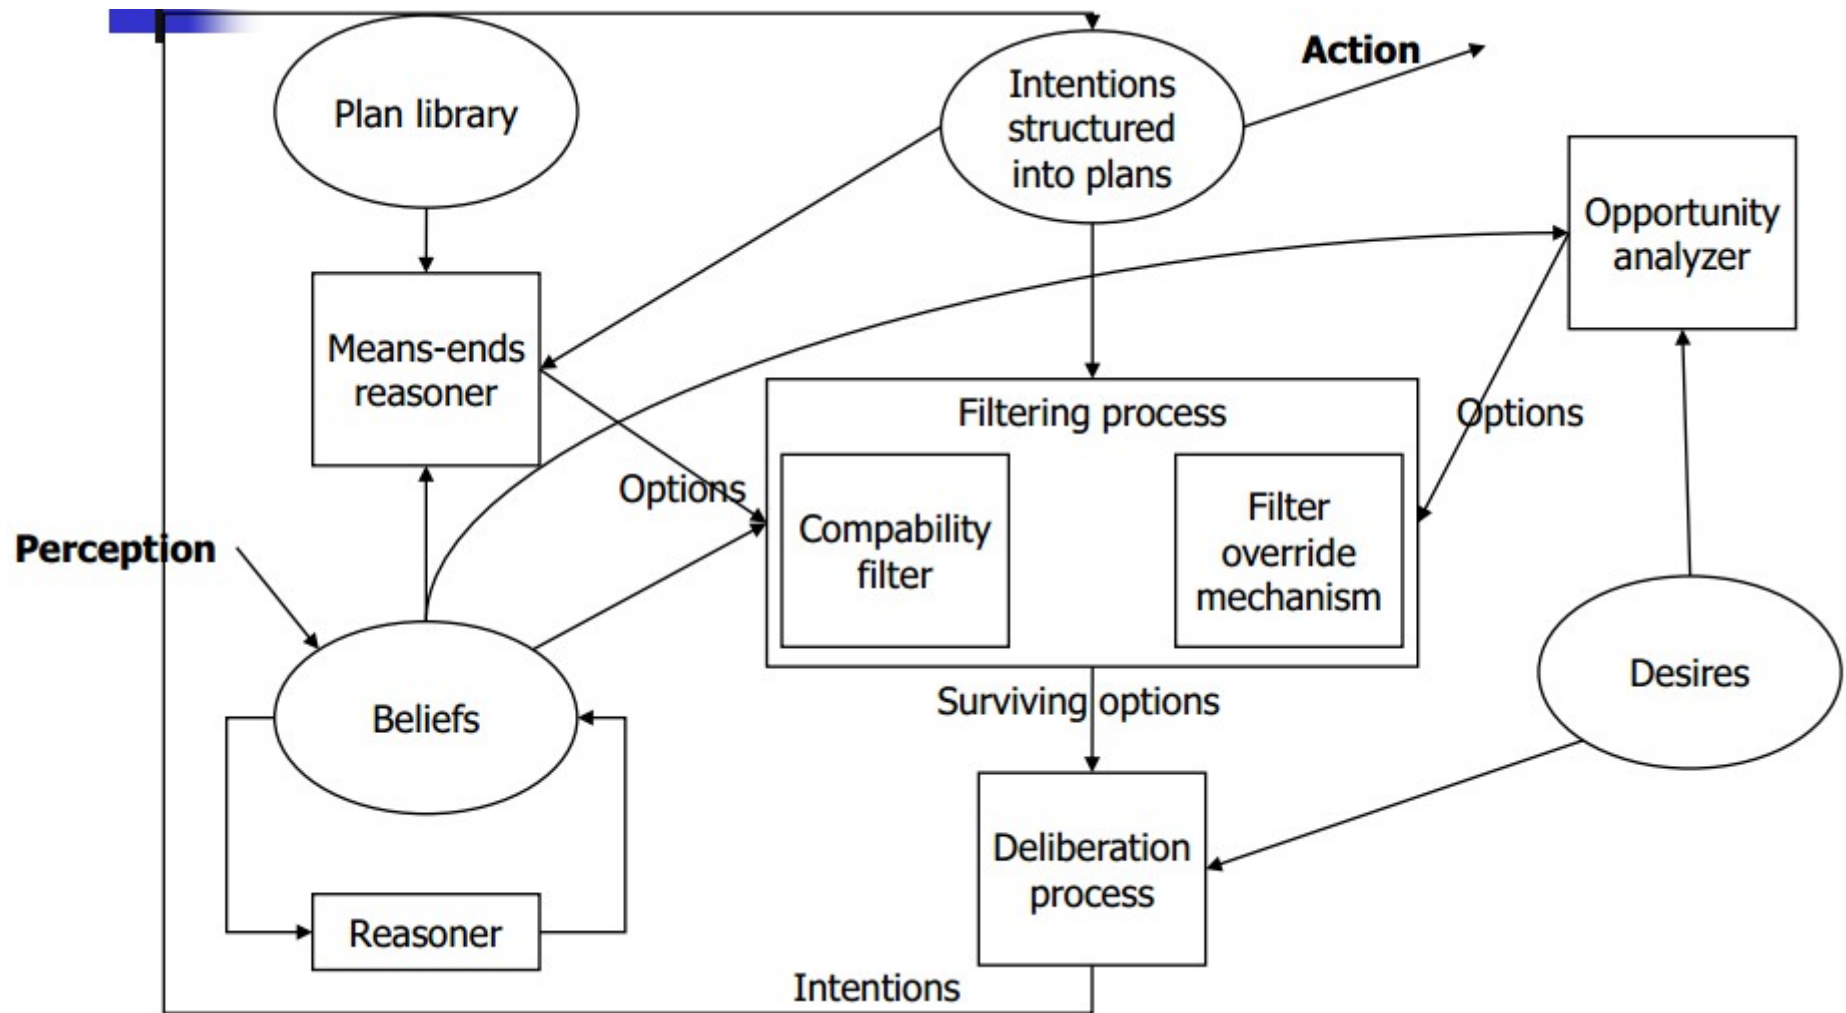 Plan library
Intentions
structured
into plans
Action
Opportunity
analyzer
Means-ends
reasoner
Filtering process
Options
Options
Compability
filter
Filter
override
mechanism
Perception
Beliefs
Surviving options
Desires
Deliberation
process
Reasoner
Intentions